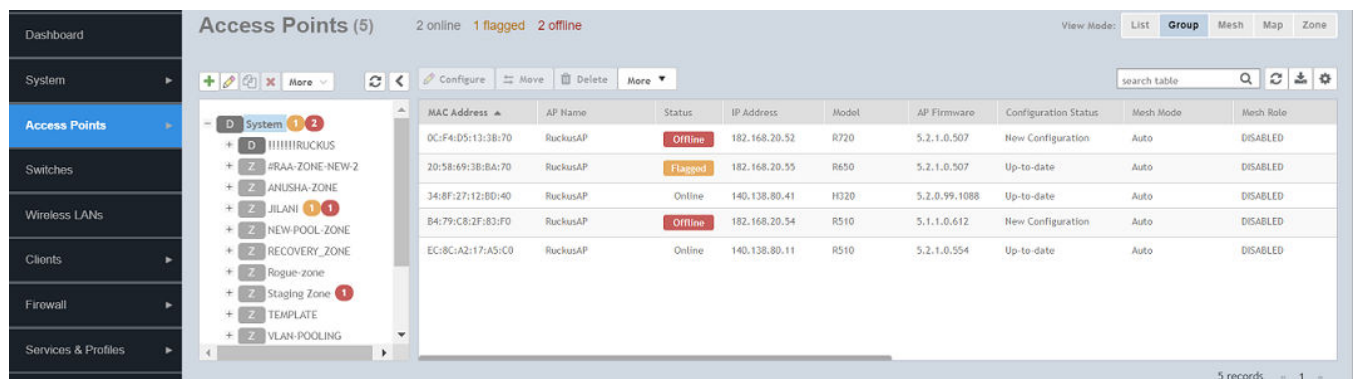 Dashboard
System
Access Points
Switches
Wireless LANs
Clients
Firewall
Services & Profiles
Access Points (5) 2 online 1 flagged 2 offline
View Mode: List Group Mesh Map Zone
More
Configure Move Delete More search table
D System 1 2
D !!!!!!!RUCKUS
Z #RAA-ZONE-NEW-2
Z ANUSHA-ZONE
Z JILANI 1 1
Z NEW-POOL-ZONE
Z RECOVERY_ZONE
Z Rogue-zone
Z Staging Zone 1
Z TEMPLATE
Z VLAN-POOLING
MAC Address AP Name Status IP Address Model AP Firmware Configuration Status Mesh Mode Mesh Role
0C:F4:D5:13:3B:70 RuckusAP Offline 182.168.20.52 R720 5.2.1.0.507 New Configuration Auto DISABLED
20:58:69:3B:BA:70 RuckusAP Flagged 182.168.20.55 R650 5.2.1.0.507 Up-to-date Auto DISABLED
34:8F:27:12:BD:40 RuckusAP Online 140.138.80.41 H320 5.2.0.99.1088 Up-to-date Auto DISABLED
B4:79:C8:2F:83:F0 RuckusAP Offline 182.168.20.54 R510 5.1.1.0.612 New Configuration Auto DISABLED
EC:8C:A2:17:A5:C0 RuckusAP Online 140.138.80.11 R510 5.2.1.0.554 Up-to-date Auto DISABLED
5 records « 1 »